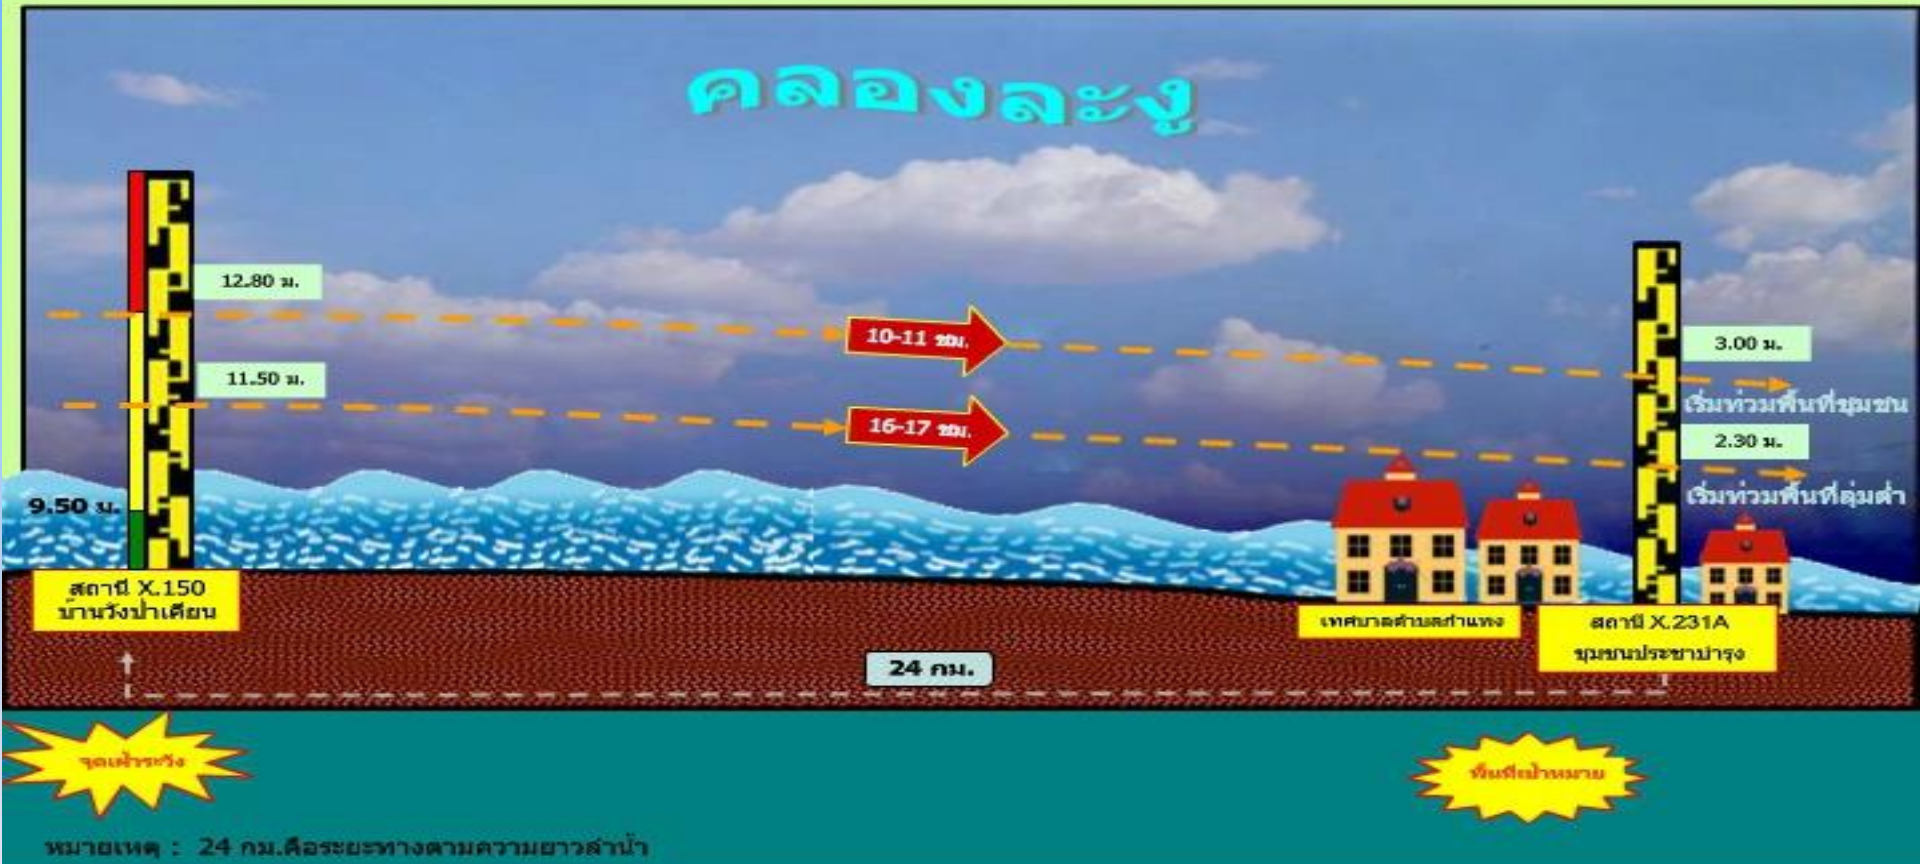 คลองละงู
12.80 ม.
10-11 ชม.
3.00 ม.
เริ่มท่วมพื้นที่ชุมชน
11.50 ม.
16-17 ชม.
2.30 ม.
เริ่มท่วมพื้นที่ลุ่มต่ำ
9.50 ม.
สถานี X.150
บ้านวังป่าเคียน
เทศบาลตำบลกำแพง
สถานี X.231A
ชุมชนประชาบำรุง
24 กม.
จุดเฝ้าระวัง
พื้นที่เป้าหมาย
หมายเหตุ : 24 กม.คือระยะทางตามความยาวลำน้ำ